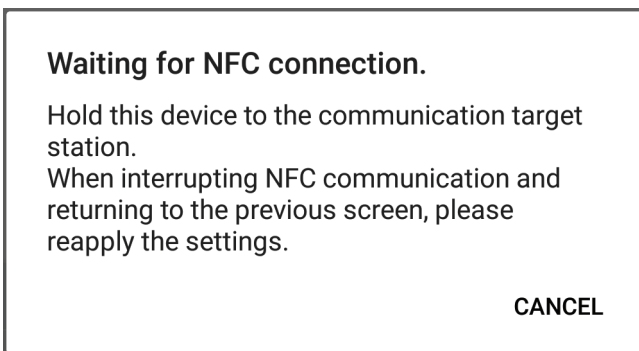 Waiting for NFC connection.
Hold this device to the communication target
station.
When interrupting NFC communication and
returning to the previous screen, please
reapply the settings.
CANCEL